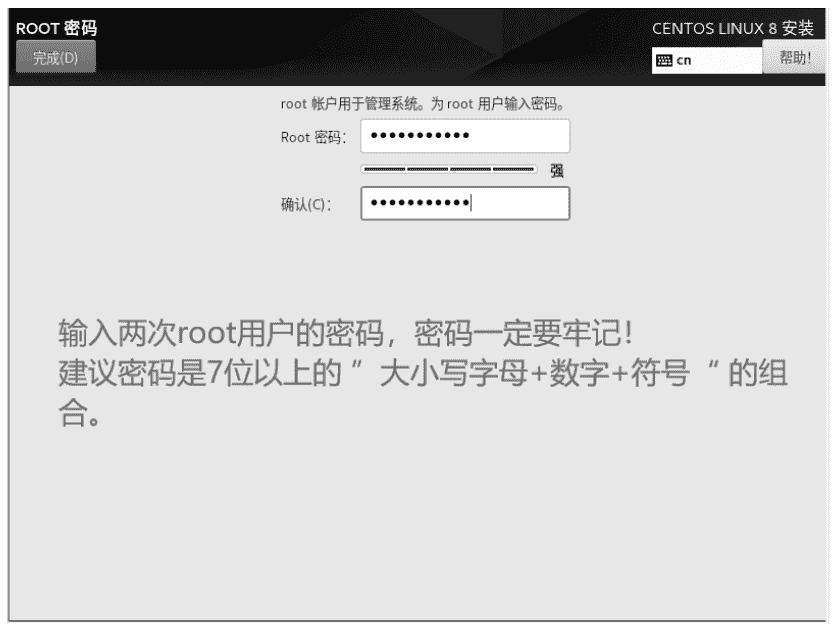 ROOT 密码
CENTOS LINUX 8 安装
完成(D)
cn
帮助!
root 帐户用于管理系统。为 root 用户输入密码。
Root 密码：
●●●●●●●●●●●
强
确认(C)：
●●●●●●●●●●●
输入两次root用户的密码，密码一定要牢记！
建议密码是7位以上的 ” 大小写字母+数字+符号 “ 的组
合。